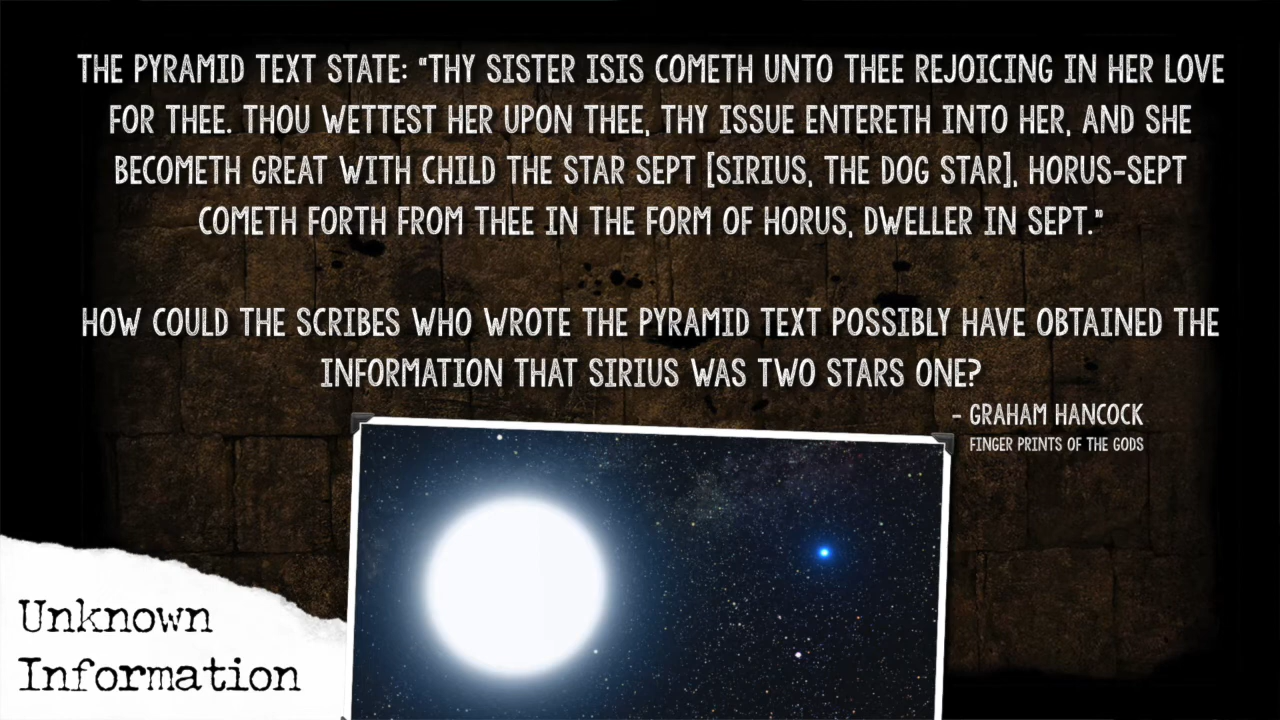 THE PYRAMID TEXT STATE: "THY SISTER ISIS COMETH UNTO THEE REJOICING IN HER LOVE
FOR THEE. THOU WETTEST HER UPON THEE, THY ISSUE ENTERETH INTO HER, AND SHE
BECOMETH GREAT WITH CHILD THE STAR SEPT [SIRIUS, THE DOG STAR], HORUS-SEPT
COMETH FORTH FROM THEE IN THE FORM OF HORUS, DWELLER IN SEPT."
HOW COULD THE SCRIBES WHO WROTE THE PYRAMID TEXT POSSIBLY HAVE OBTAINED THE
INFORMATION THAT SIRIUS WAS TWO STARS ONE?
- GRAHAM HANCOCK
FINGER PRINTS OF THE GODS
Unknown
Information